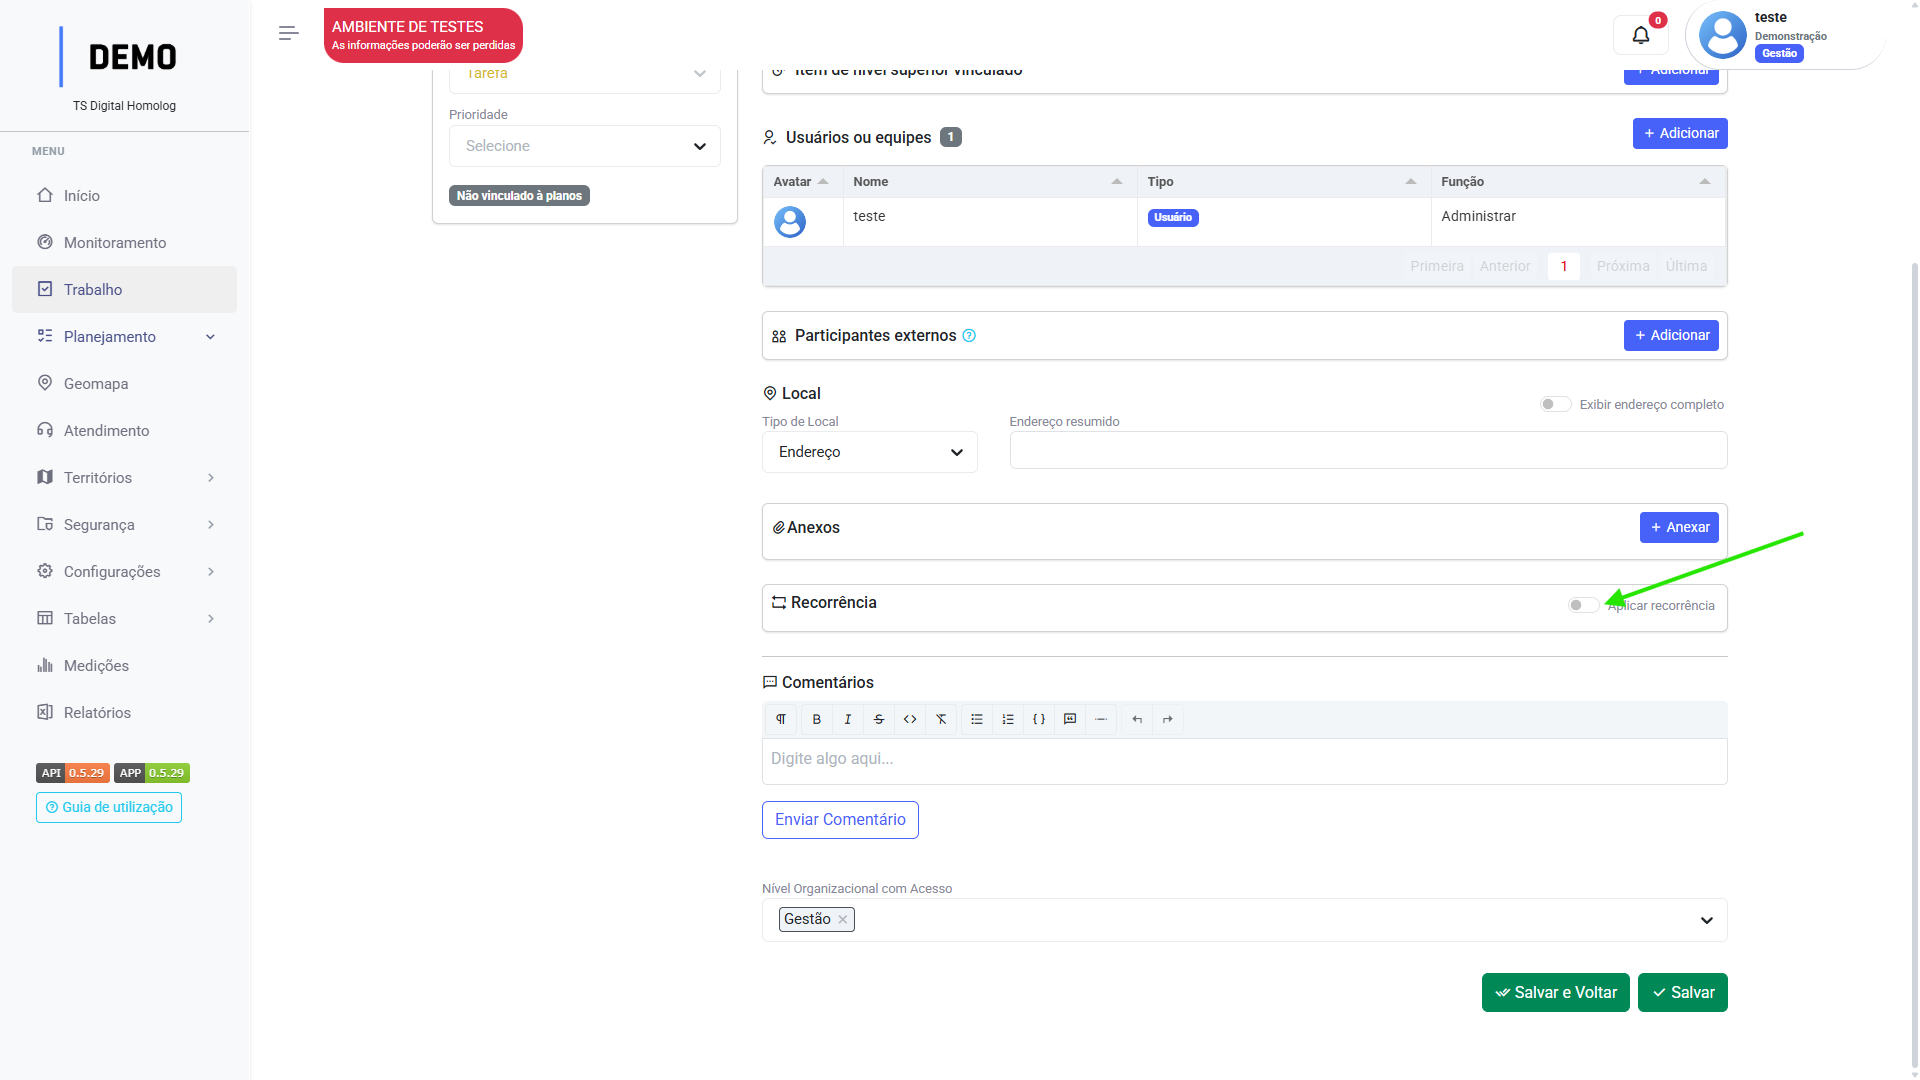 DEMO
TS Digital Homolog
MENU
Início
Monitoramento
Trabalho
Planejamento
Geomapa
Atendimento
Territórios
Segurança
Configurações
Tabelas
Medições
Relatórios
API 0.5.29 APP 0.5.29
Guia de utilização
AMBIENTE DE TESTES
As informações poderão ser perdidas
0
teste
Demonstração
Gestão
Tarefa
Prioridade
Selecione
Não vinculado à planos
Item de nível superior vinculado
+ Adicionar
Usuários ou equipes 1
+ Adicionar
Avatar Nome Tipo Função
teste Usuário Administrar
Primeira Anterior 1 Próxima Última
Participantes externos
+ Adicionar
Local
Exibir endereço completo
Tipo de Local Endereço resumido
Endereço
Anexos
+ Anexar
Recorrência
Aplicar recorrência
Comentários
Digite algo aqui...
Enviar Comentário
Nível Organizacional com Acesso
Gestão
Salvar e Voltar Salvar